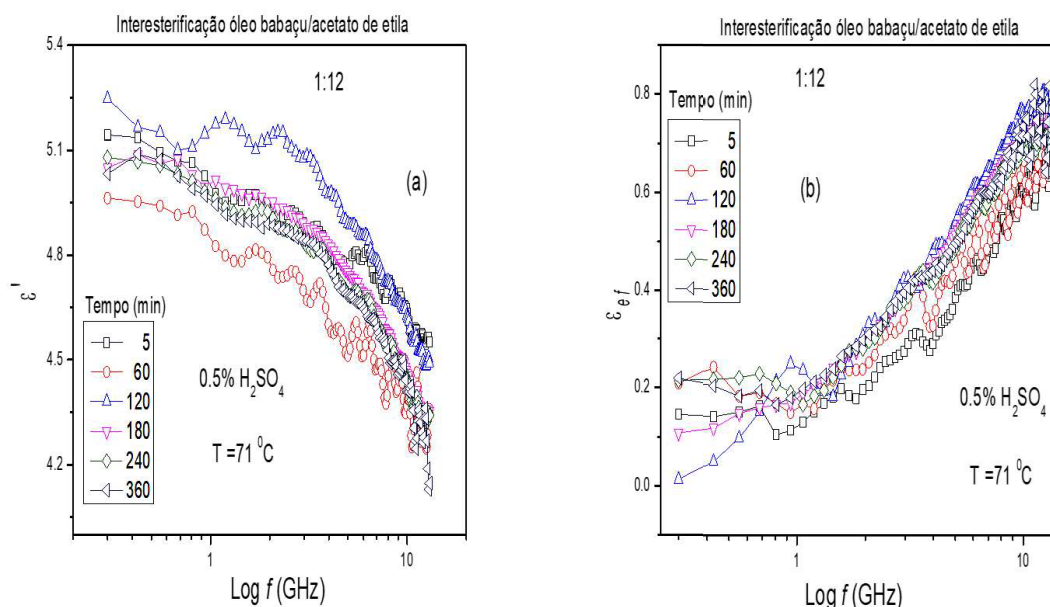 Interesterificação óleo babaçu/acetato de etila
5.4
5.1
4.8
4.5
4.2
ε'
1:12
(a)
Tempo (min)
5
60
120
180
240
360
0.5% H₂SO₄
T =71 ⁰C
1
10
Log f (GHz)
Interesterificação óleo babaçu/acetato de etila
0.8
0.6
0.4
0.2
0.0
ε e f
1:12
Tempo (min)
5
60
120
180
240
360
(b)
0.5% H₂SO₄
T =71 ⁰C
1
10
Log f (GHz)